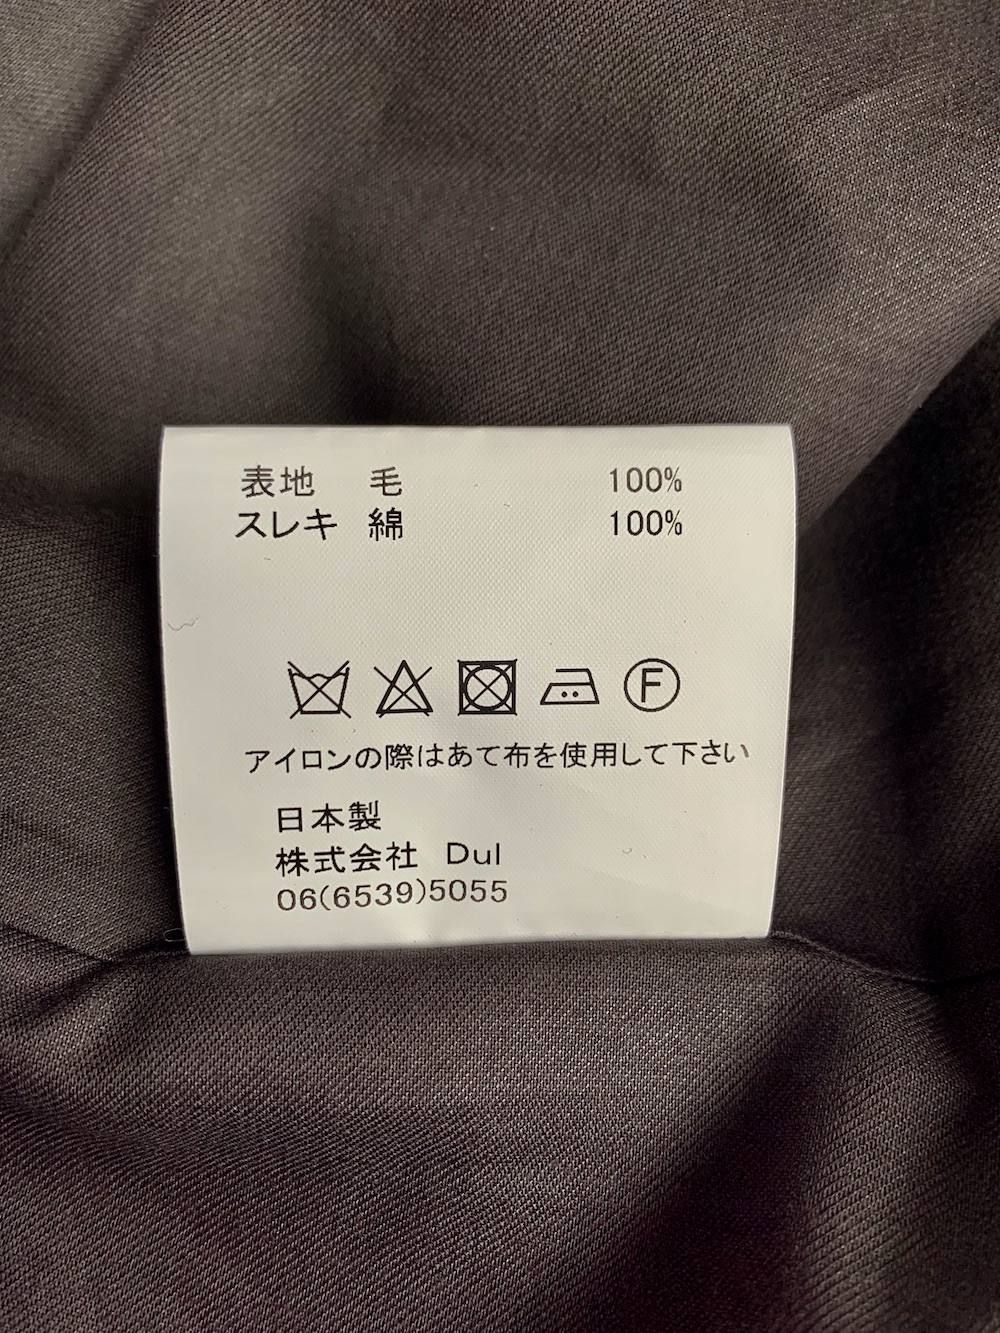 表地 毛 100%
スレキ 綿 100%
F
アイロンの際はあて布を使用して下さい
日本製
株式会社 Dul
06(6539)5055